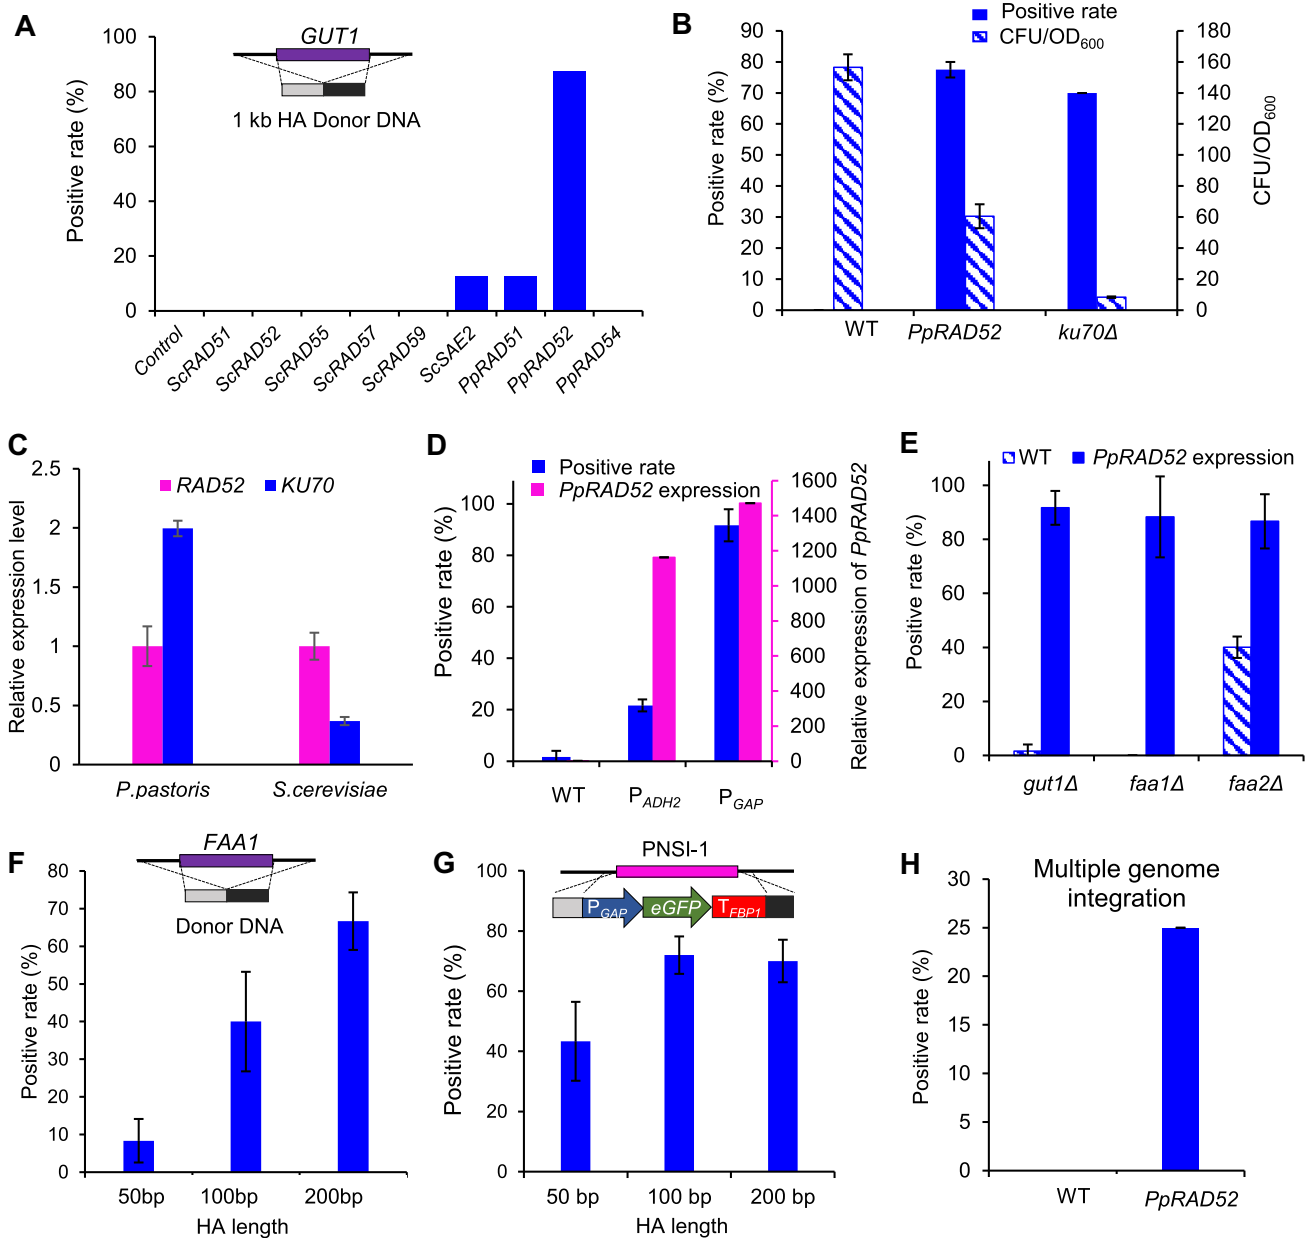 A
GUT1
1 kb HA Donor DNA
Positive rate (%)
100
80
60
40
20
0
Control
ScRAD51
ScRAD52
ScRAD55
ScRAD57
ScRAD59
ScSAE2
PpRAD51
PpRAD52
PpRAD54
B
Positive rate
CFU/OD600
Positive rate (%)
90
80
70
60
50
40
30
20
10
0
180
160
140
120
100
80
60
40
20
0
CFU/OD600
WT
PpRAD52
ku70Δ
C
RAD52
KU70
Relative expression level
2.5
2
1.5
1
0.5
0
P.pastoris
S.cerevisiae
D
Positive rate
PpRAD52 expression
Positive rate (%)
100
80
60
40
20
0
1600
1400
1200
1000
800
600
400
200
0
Relative expression of PpRAD52
WT
PADH2
PGAP
E
WT
PpRAD52 expression
Positive rate (%)
100
80
60
40
20
0
gut1Δ
faa1Δ
faa2Δ
F
FAA1
Donor DNA
Positive rate (%)
80
70
60
50
40
30
20
10
0
50bp
100bp
200bp
HA length
G
PNSI-1
PGAP
eGFP
TFBP1
Positive rate (%)
100
80
60
40
20
0
50 bp
100 bp
200 bp
HA length
H
Multiple genome
integration
Positive rate (%)
30
25
20
15
10
5
0
WT
PpRAD52